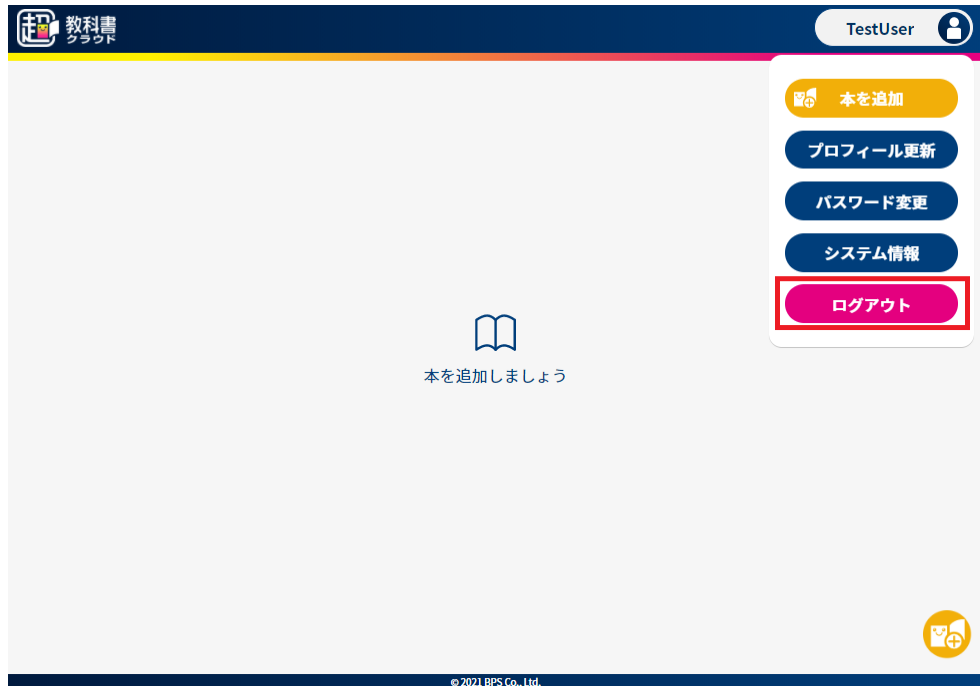 超 教科書
クラウド
TestUser
本を追加
プロフィール更新
パスワード変更
システム情報
ログアウト
本を追加しましょう
© 2021 BPS Co., Ltd.